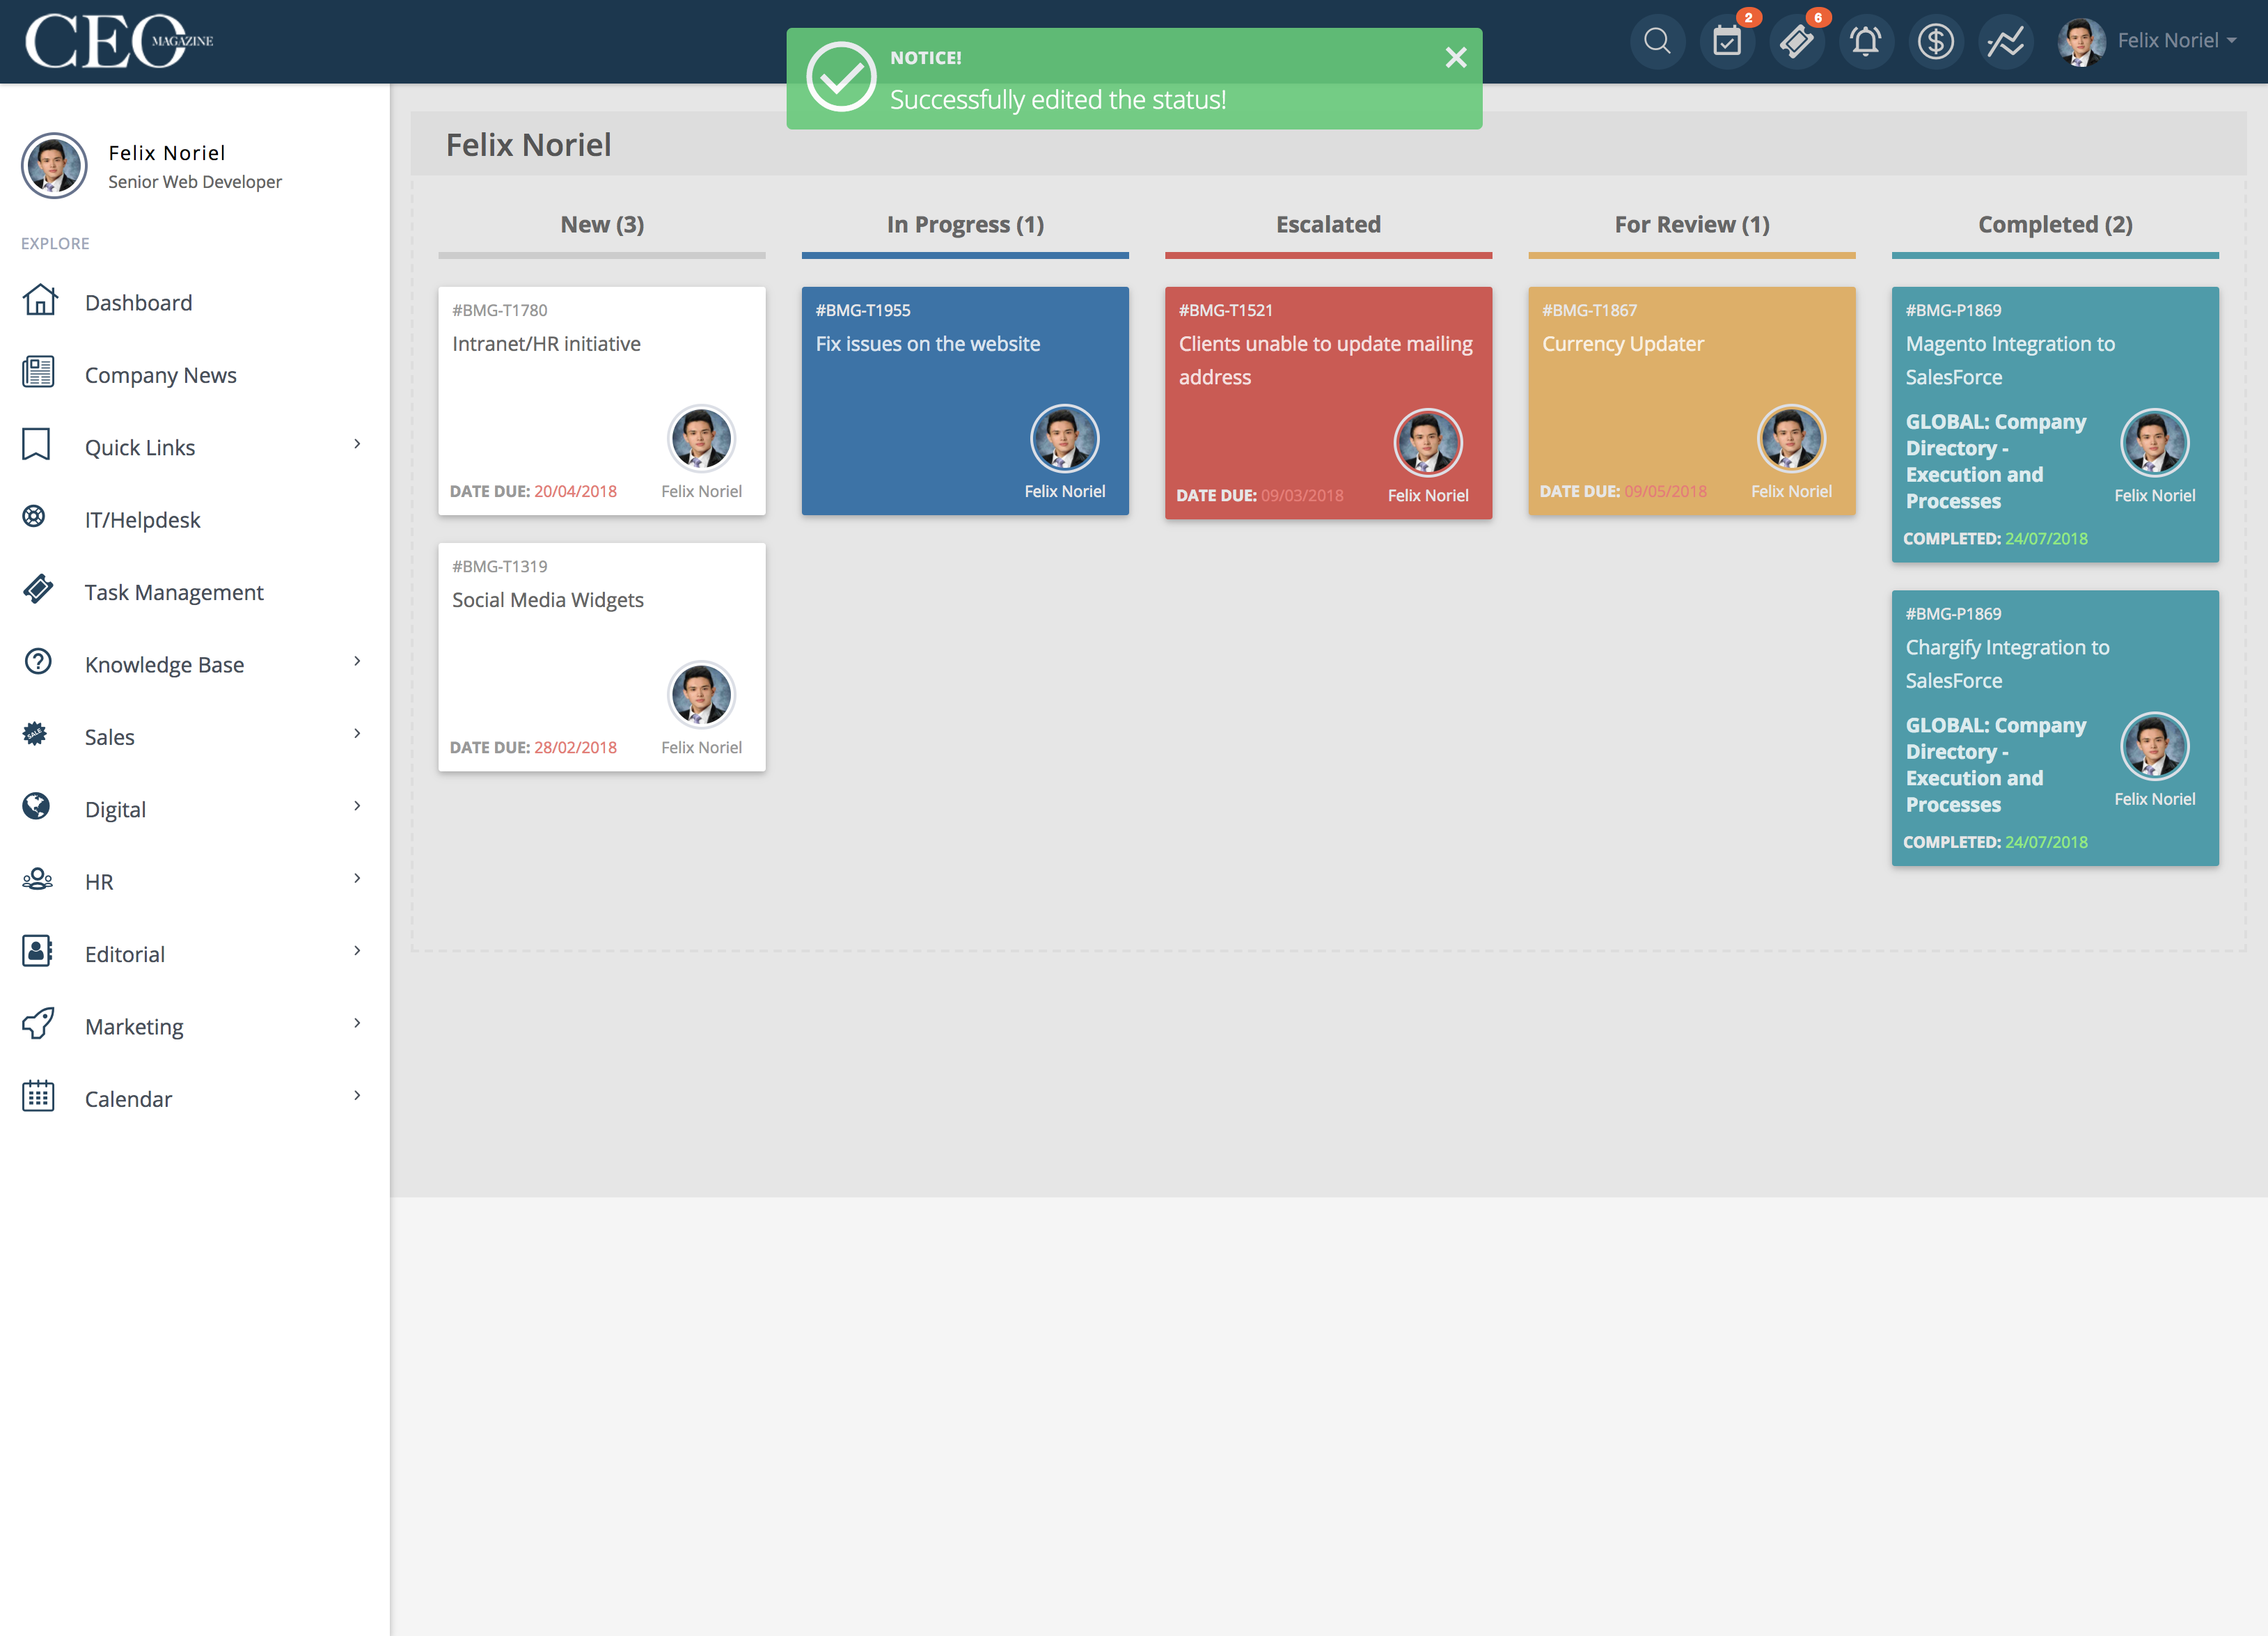 CEO MAGAZINE
2
6
Felix Noriel
NOTICE!
Successfully edited the status!
Felix Noriel
Senior Web Developer
EXPLORE
Dashboard
Company News
Quick Links
IT/Helpdesk
Task Management
Knowledge Base
SALE
Sales
Digital
HR
Editorial
Marketing
Calendar
Felix Noriel
New (3)
#BMG-T1780
Intranet/HR initiative
DATE DUE: 20/04/2018
Felix Noriel
#BMG-T1319
Social Media Widgets
DATE DUE: 28/02/2018
Felix Noriel
In Progress (1)
#BMG-T1955
Fix issues on the website
Felix Noriel
Escalated
#BMG-T1521
Clients unable to update mailing
address
DATE DUE: 09/03/2018
Felix Noriel
For Review (1)
#BMG-T1867
Currency Updater
DATE DUE: 09/05/2018
Felix Noriel
Completed (2)
#BMG-P1869
Magento Integration to
SalesForce
GLOBAL: Company
Directory -
Execution and
Processes
Felix Noriel
COMPLETED: 24/07/2018
#BMG-P1869
Chargify Integration to
SalesForce
GLOBAL: Company
Directory -
Execution and
Processes
Felix Noriel
COMPLETED: 24/07/2018